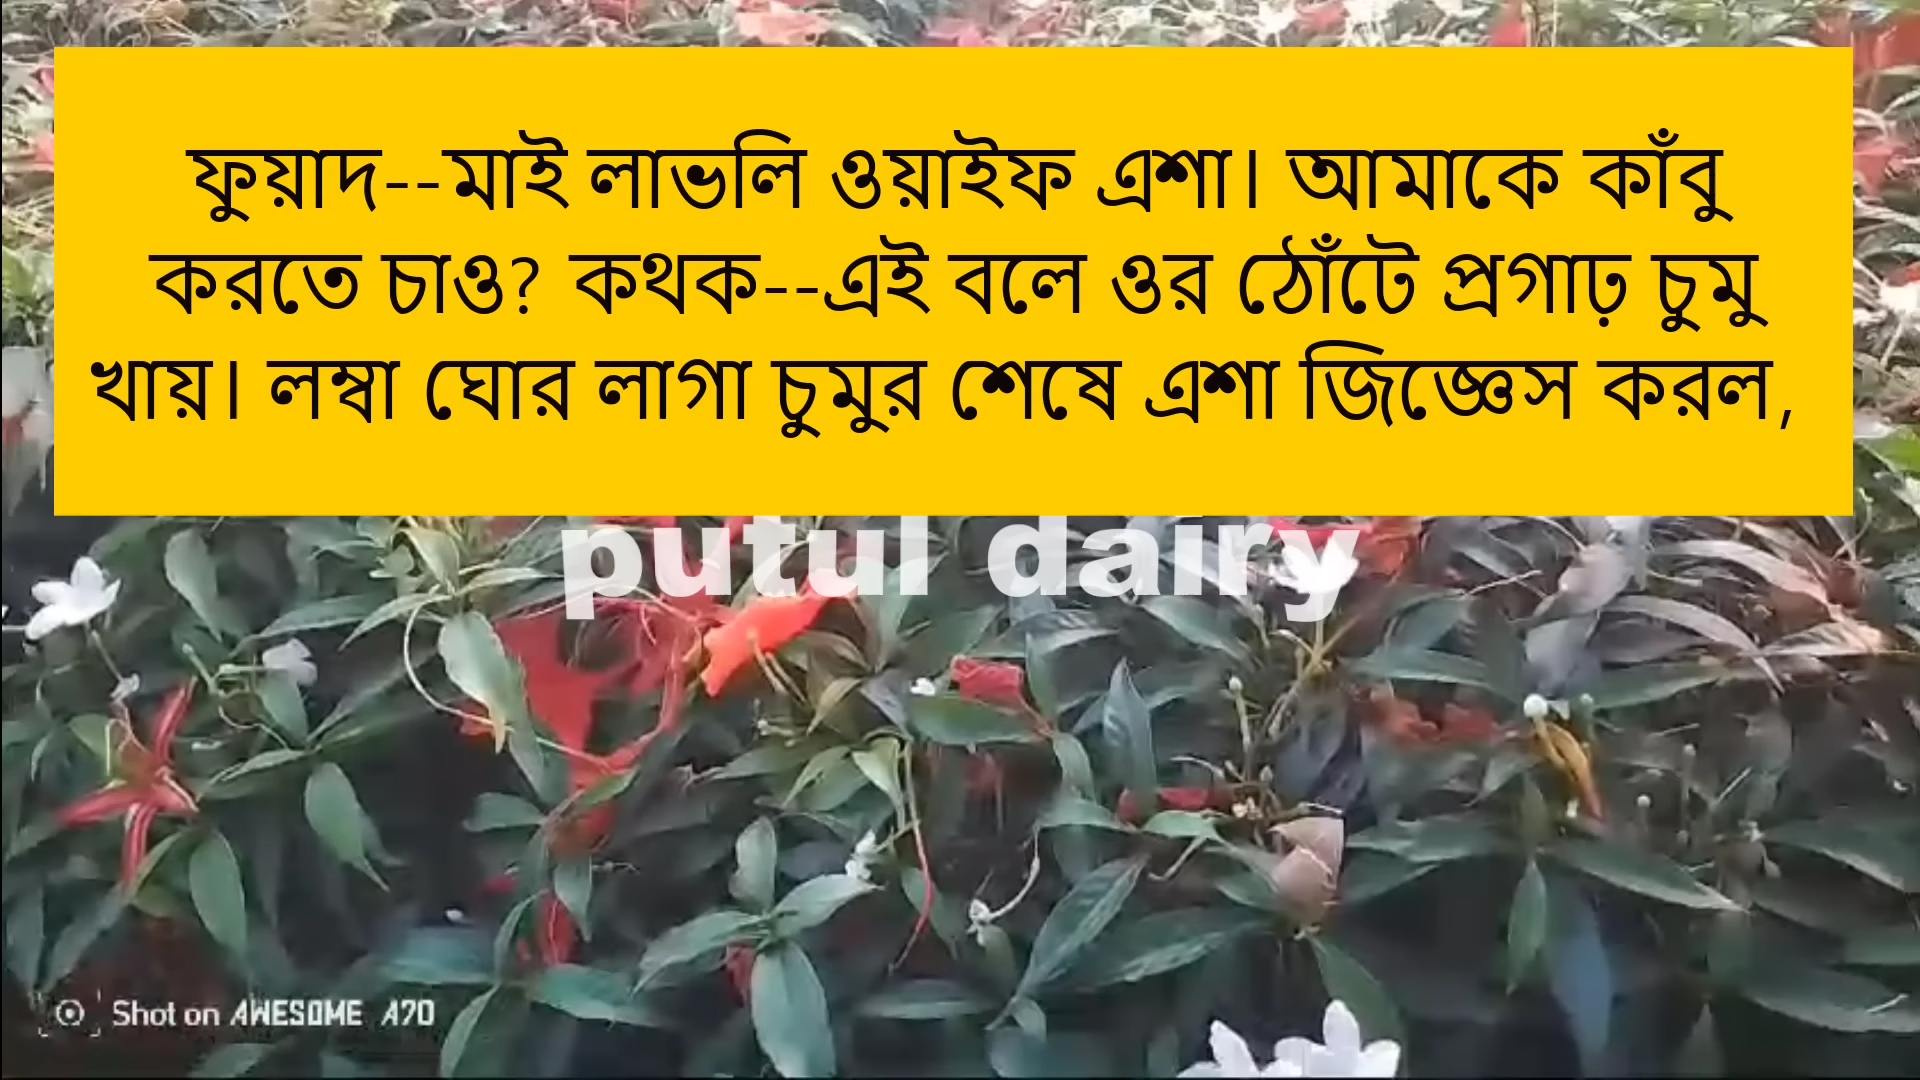 ফুয়াদ--মাই লাভলি ওয়াইফ এশা। আমাকে কাঁবু
করতে চাও? কথক--এই বলে ওর ঠোঁটে প্রগাঢ় চুমু
খায়। লম্বা ঘোর লাগা চুমুর শেষে এশা জিজ্ঞেস করল,
putul dairy
Shot on AWESOME A70